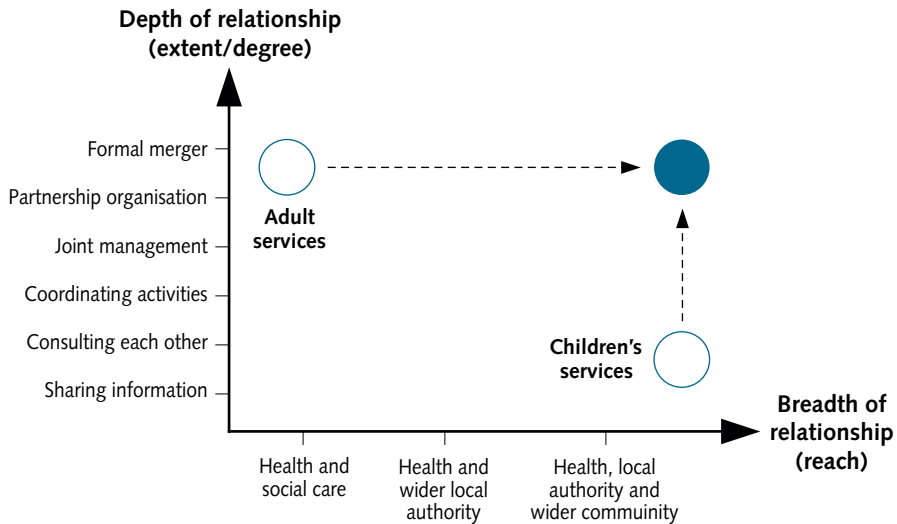 Depth of relationship
(extent/degree)
Formal merger
Partnership organisation
Joint management
Coordinating activities
Consulting each other
Sharing information
Adult
services
Children's
services
Breadth of
relationship
(reach)
Health and
social care
Health and
wider local
authority
Health, local
authority and
wider commuinity